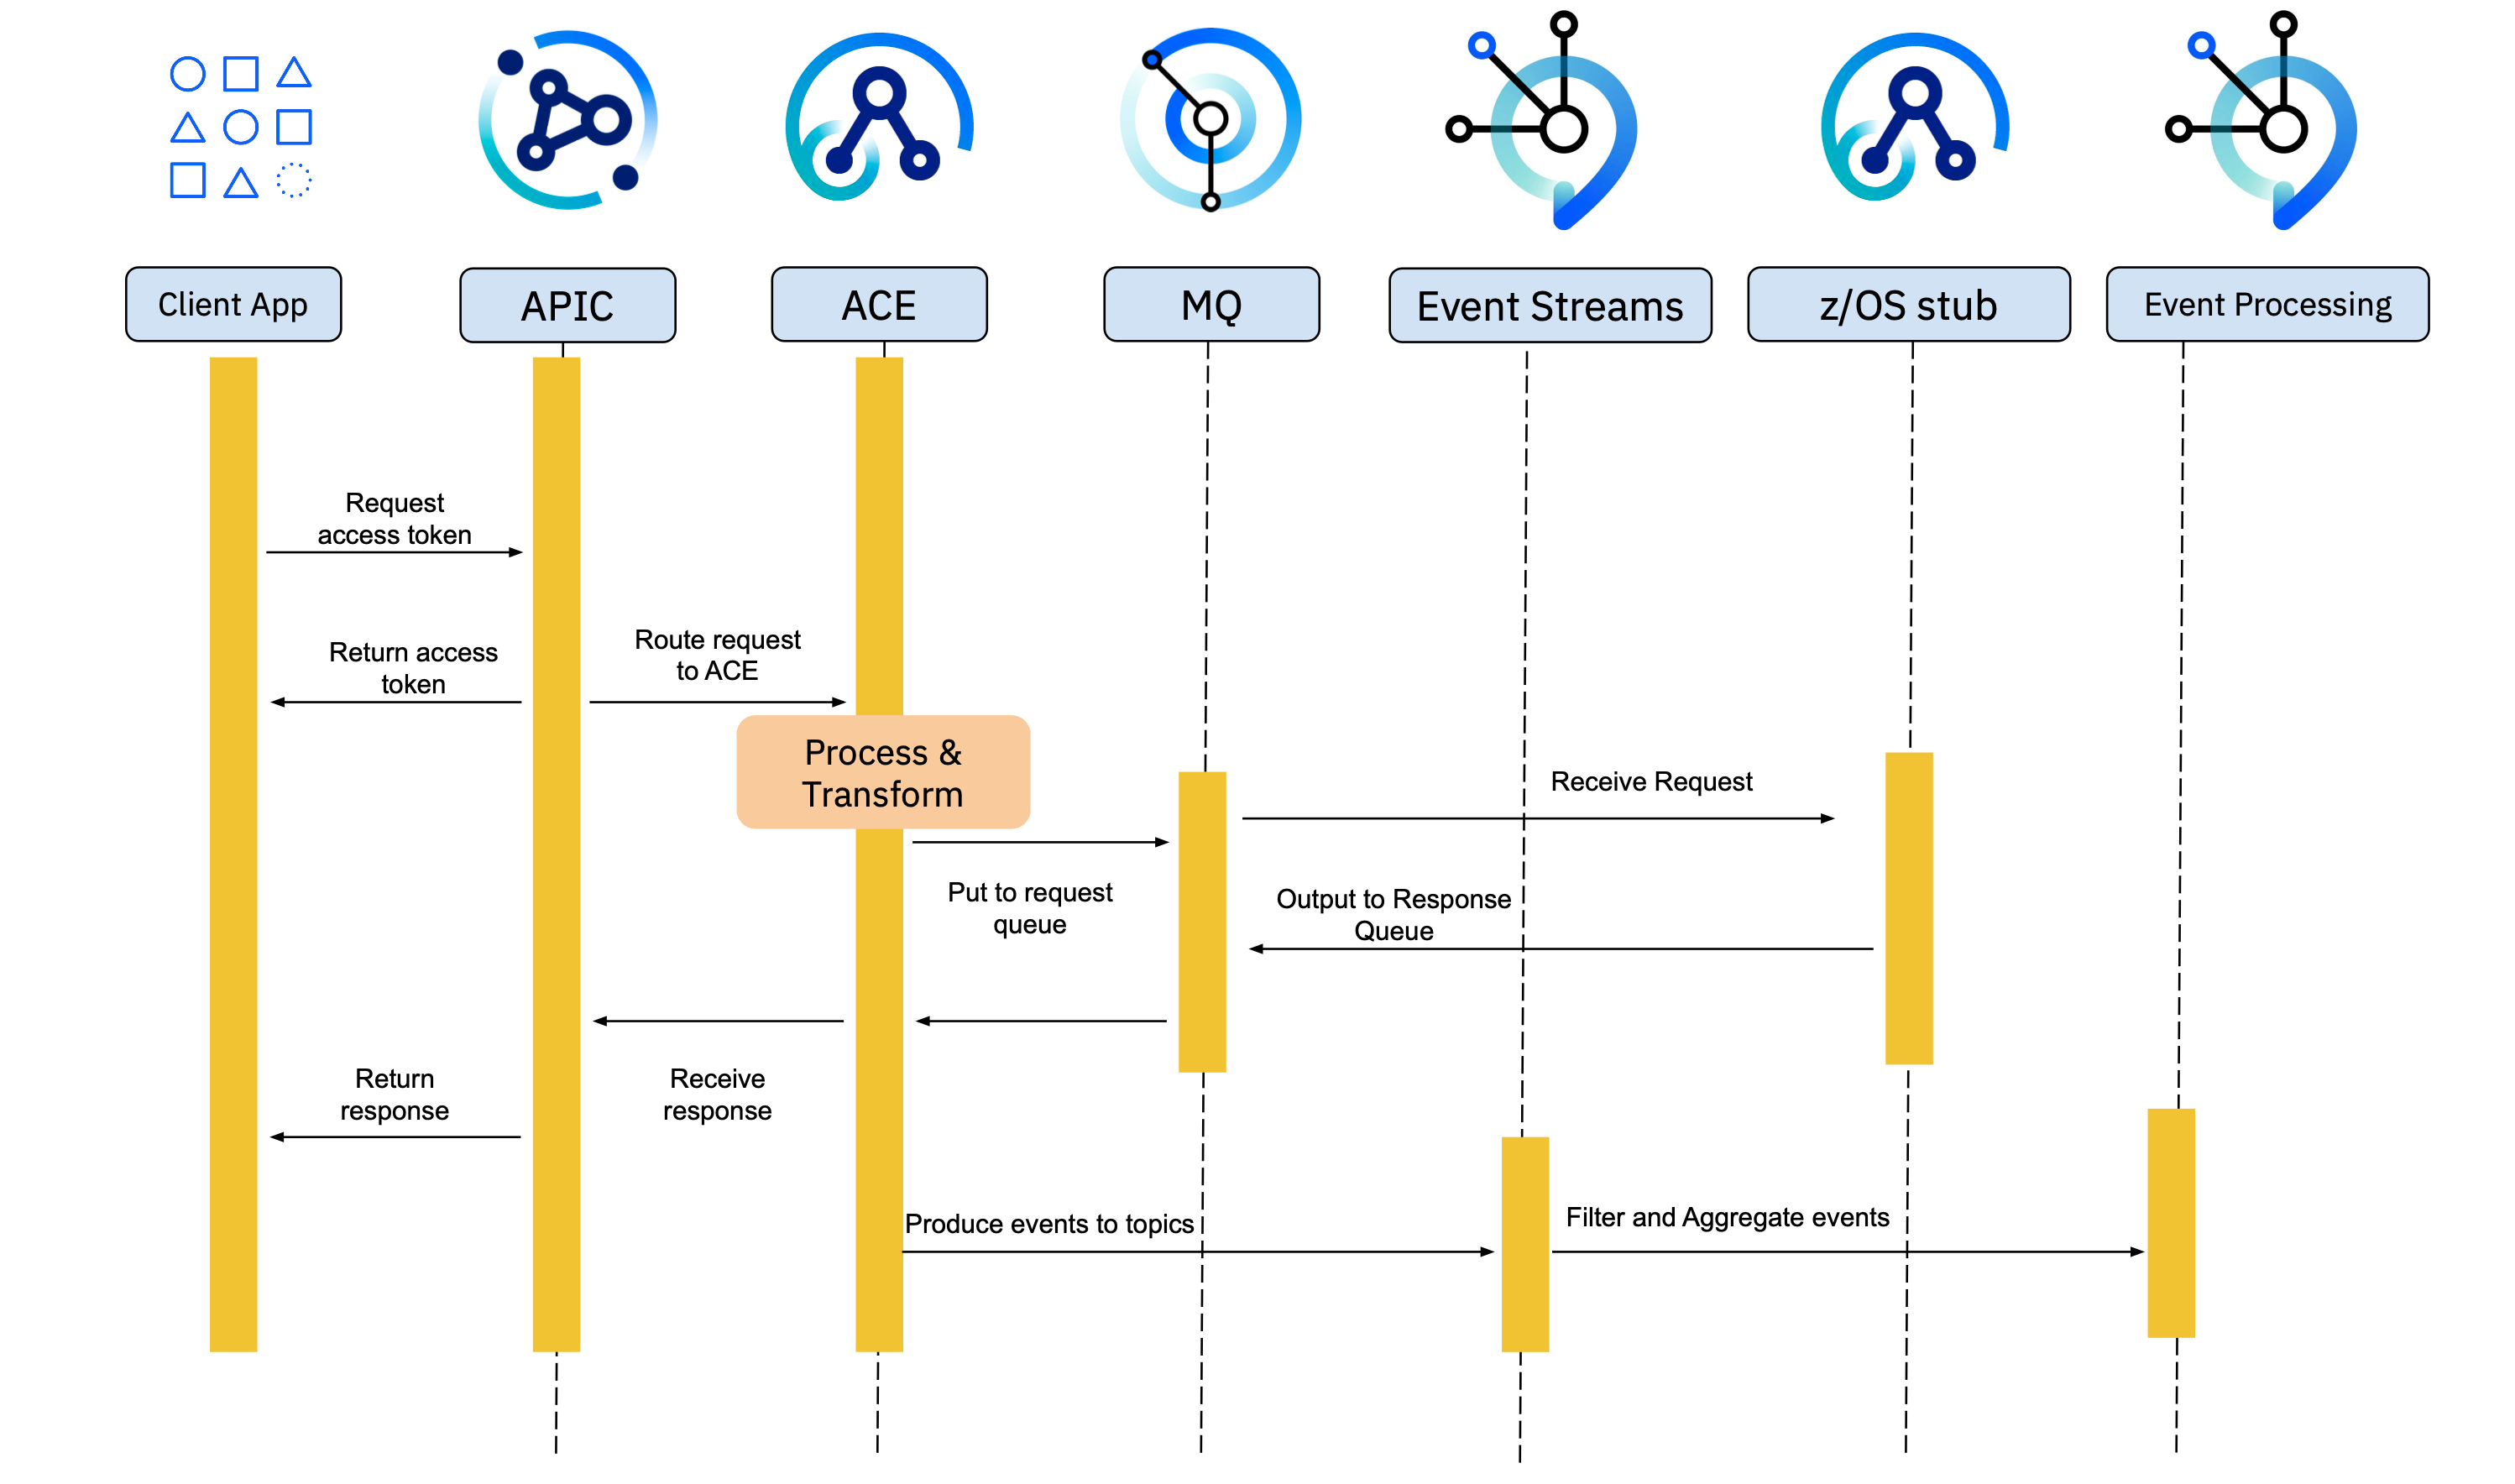 Client App
APIC
ACE
MQ
Event Streams
z/OS stub
Event Processing
Request
access token
Return access
token
Route request
to ACE
Process &
Transform
Receive Request
Put to request
queue
Output to Response
Queue
Return
response
Receive
response
Produce events to topics
Filter and Aggregate events